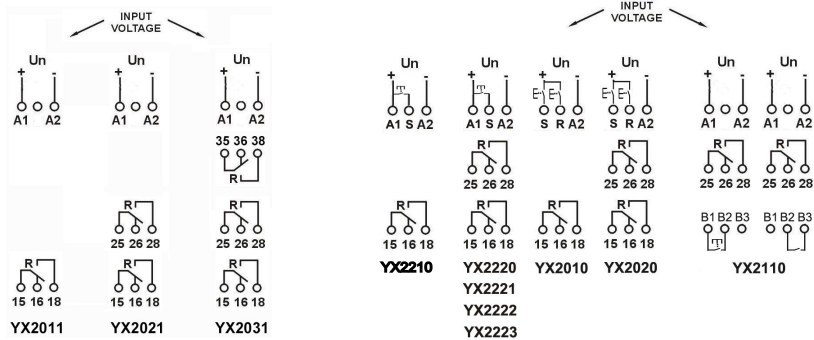 INPUT
VOLTAGE
Un Un
+ - + - + -
A1 A2 A1 A2 A1 A2
35 36 38
R
R R
25 26 28 25 26 28
R R R
15 16 18 15 16 18 15 16 18
YX2011 YX2021 YX2031
INPUT
VOLTAGE
Un Un Un Un Un
+ - + - + - + - + - + -
A1 S A2 A1 S A2 S R A2 S R A2 A1 A2 A1 A2
R R R R
25 26 28 25 26 28 25 26 28 25 26 28
R R R R B1 B2 B3 B1 B2 B3
15 16 18 15 16 18 15 16 18 15 16 18
YX2210 YX2220 YX2010 YX2020 YX2110
YX2221
YX2222
YX2223